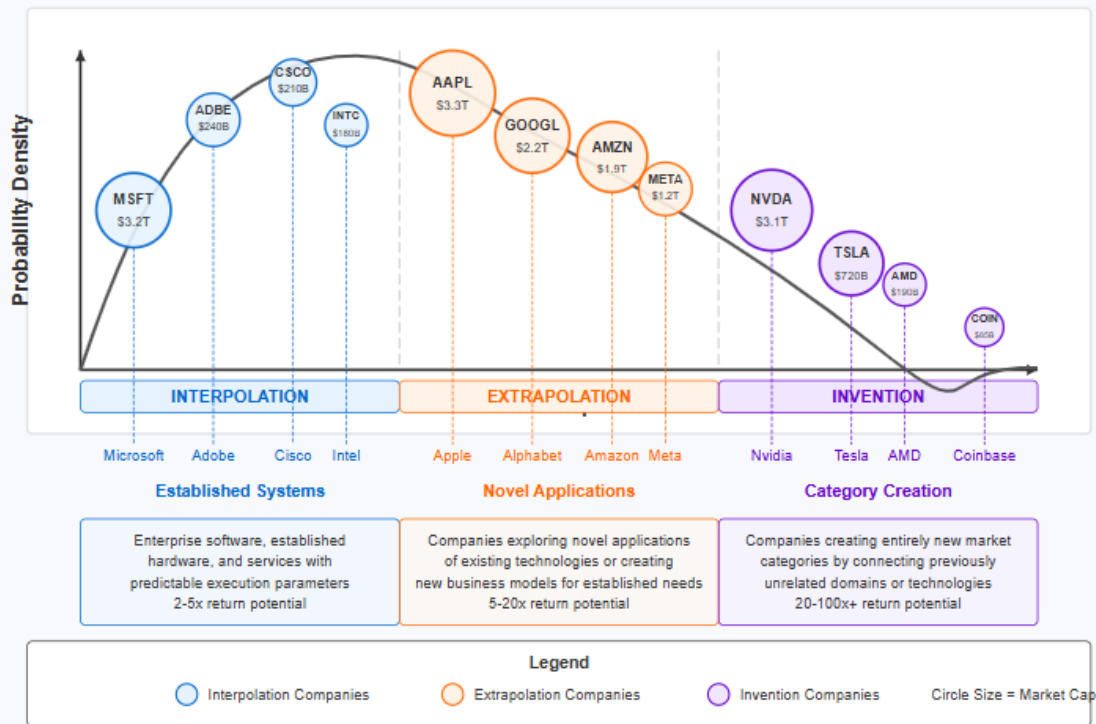 Probability Density
MSFT
$3.2T
ADBE
$240B
CSCO
$210B
INTC
$180B
AAPL
$3.3T
GOOGL
$2.2T
AMZN
$1.9T
META
$1.2T
NVDA
$3.1T
TSLA
$720B
AMD
$190B
COIN
$65B
INTERPOLATION
EXTRAPOLATION
INVENTION
Microsoft
Adobe
Cisco
Intel
Apple
Alphabet
Amazon
Meta
Nvidia
Tesla
AMD
Coinbase
Established Systems
Novel Applications
Category Creation
Enterprise software, established
hardware, and services with
predictable execution parameters
2-5x return potential
Companies exploring novel applications
of existing technologies or creating
new business models for established needs
5-20x return potential
Companies creating entirely new market
categories by connecting previously
unrelated domains or technologies
20-100x+ return potential
Legend
Interpolation Companies
Extrapolation Companies
Invention Companies
Circle Size = Market Cap